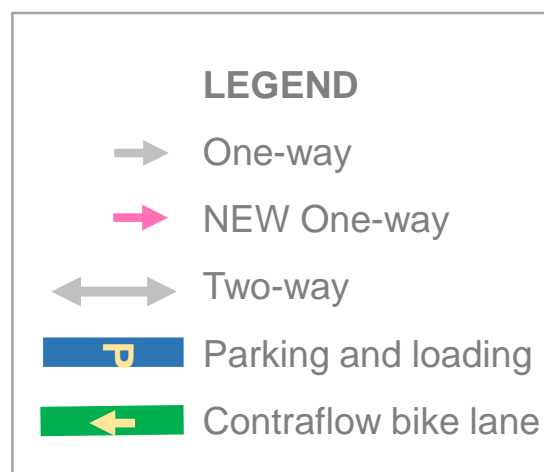 LEGEND
One-way
NEW One-way
Two-way
P Parking and loading
Contraflow bike lane